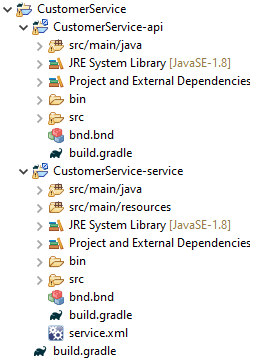 CustomerService
CustomerService-api
src/main/java
JRE System Library [JavaSE-1.8]
Project and External Dependencies
bin
src
bnd.bnd
build.gradle
CustomerService-service
src/main/java
src/main/resources
JRE System Library [JavaSE-1.8]
Project and External Dependencies
bin
src
bnd.bnd
build.gradle
service.xml
build.gradle